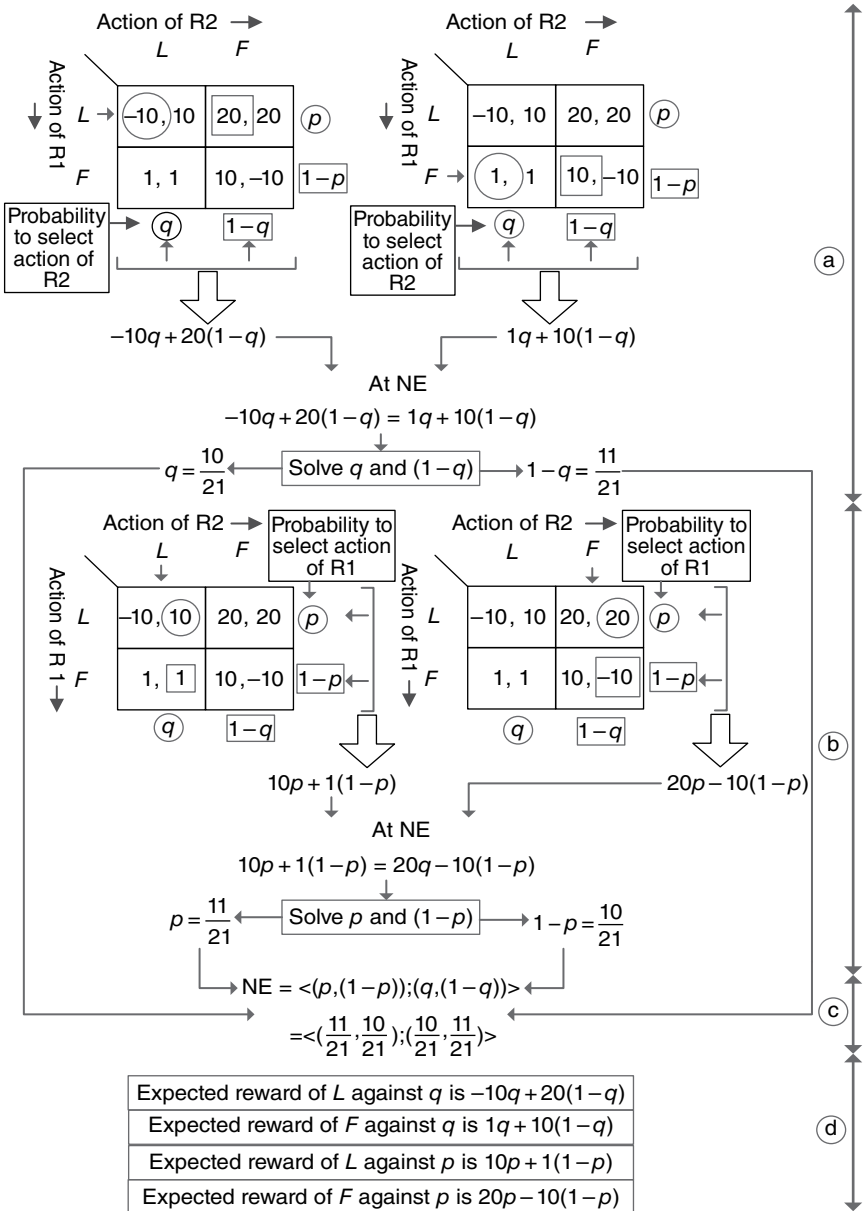 Action of R2 Action of R2
L F L F
Action of R1 Action of R1
L –10, 10 20, 20 p L –10, 10 20, 20 p
F 1, 1 10, –10 1–p F 1, 1 10, –10 1–p
Probability to select action of R2 q 1–q Probability to select action of R2 q 1–q
a
–10q+20(1–q) 1q+10(1–q)
At NE
–10q+20(1–q) = 1q+10(1–q)
q = 10/21 Solve q and (1–q) 1–q = 11/21
Action of R2 Probability to select action of R1 Action of R2 Probability to select action of R1
L F L F
Action of R 1 Action of R1
L –10, 10 20, 20 p –10, 10 20, 20 p
F 1, 1 10, –10 1–p F 1, 1 10, –10 1–p
q 1–q q 1–q
b
10p+1(1–p) 20p–10(1–p)
At NE
10p+1(1–p) = 20q–10(1–p)
p = 11/21 Solve p and (1–p) 1–p = 10/21
NE = <(p,(1–p));(q,(1–q))>
c
=<(11/21,10/21);(10/21,11/21)>
Expected reward of L against q is –10q+20(1–q)
Expected reward of F against q is 1q+10(1–q)
d
Expected reward of L against p is 10p+1(1–p)
Expected reward of F against p is 20p–10(1–p)